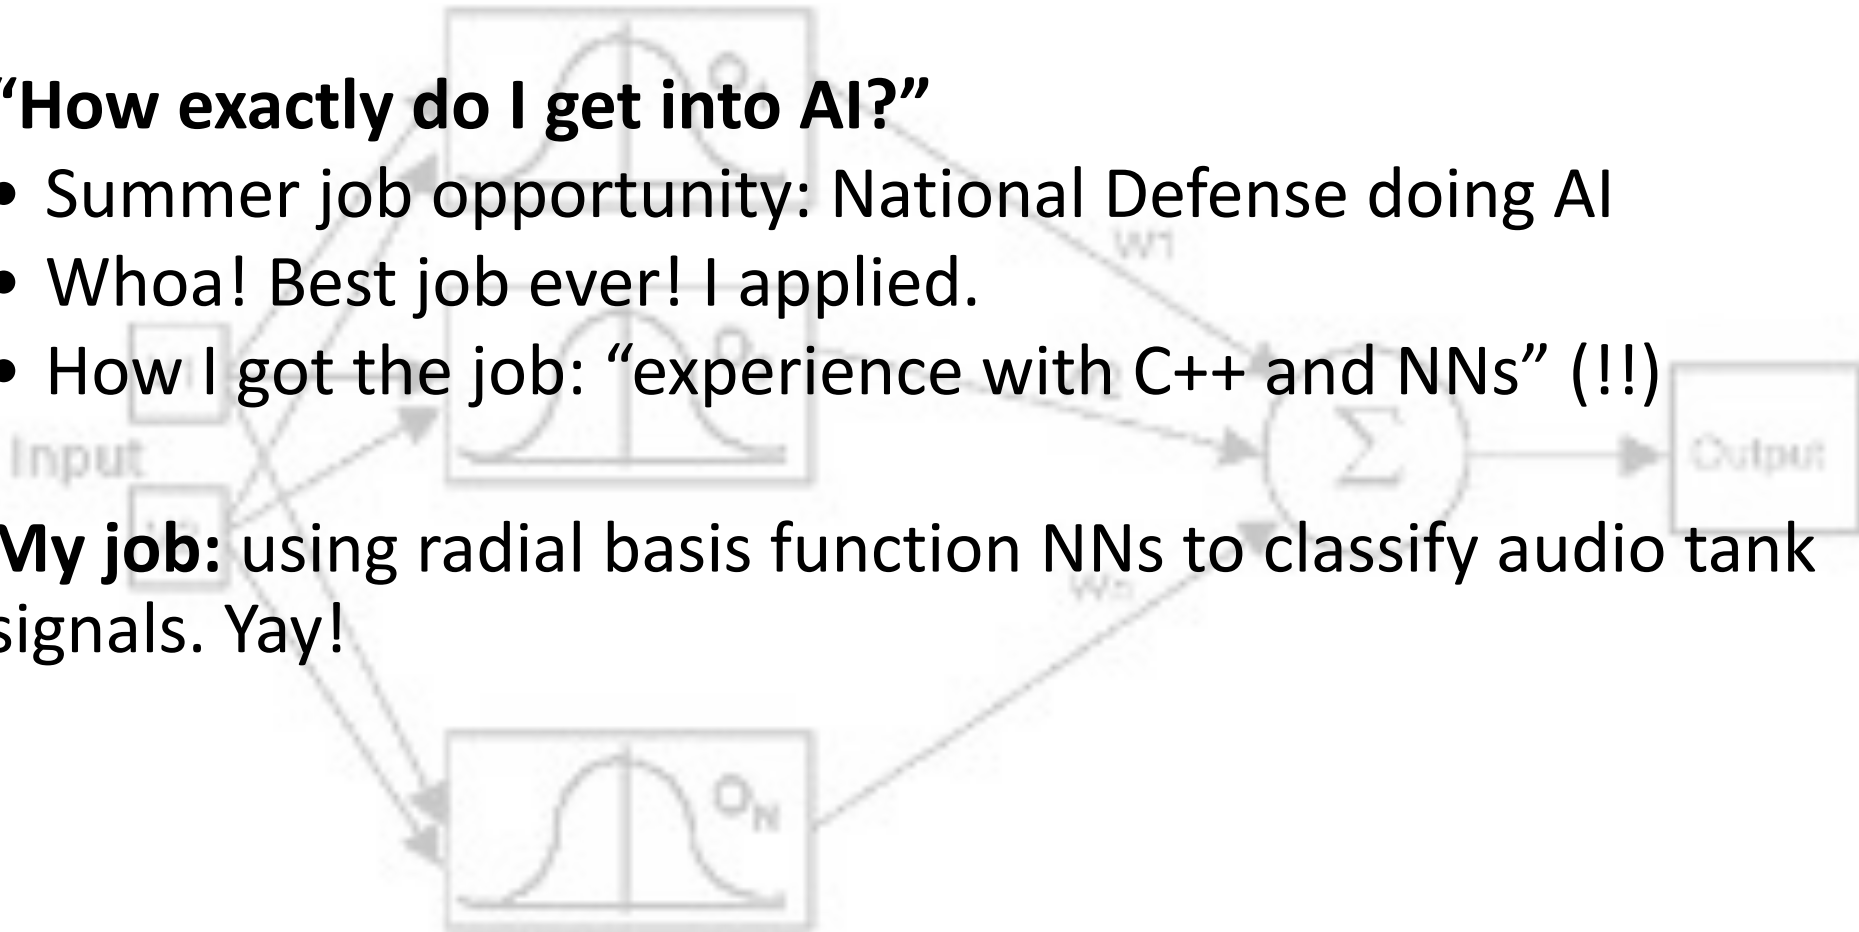 “How exactly do I get into AI?”
• Summer job opportunity: National Defense doing AI
• Whoa! Best job ever! I applied.
• How I got the job: “experience with C++ and NNs” (!!)
My job: using radial basis function NNs to classify audio tank
signals. Yay!
W1
Input
Σ
Output
O_N